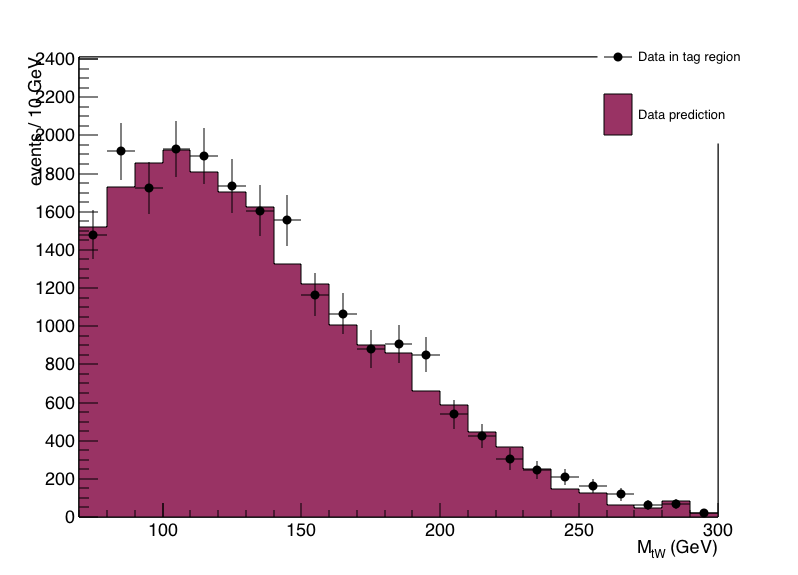 events / 10 GeV
2400
2200
2000
1800
1600
1400
1200
1000
800
600
400
200
0
Data in tag region
Data prediction
100 150 200 250 300
M_tW (GeV)